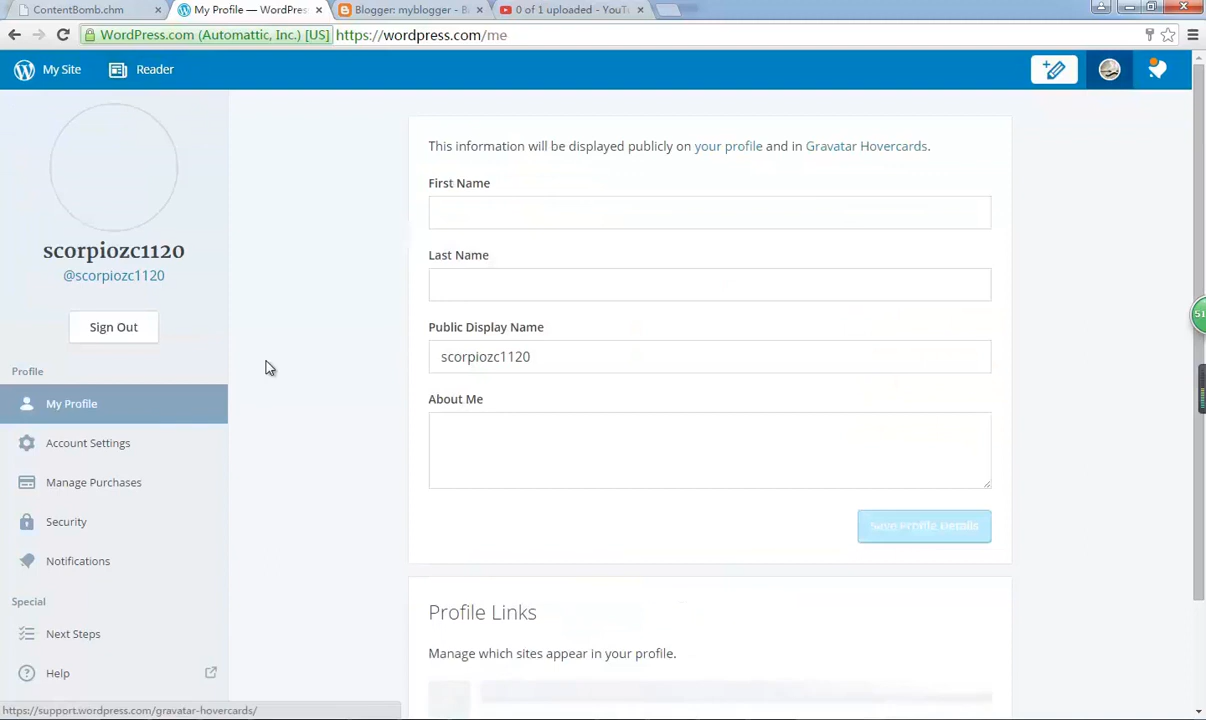 ContentBomb.chm
My Profile — WordPress
Blogger: myblogger - B
0 of 1 uploaded - YouTu
WordPress.com (Automattic, Inc.) [US] https://wordpress.com/me
My Site
Reader
scorpiozc1120
@scorpiozc1120
Sign Out
Profile
My Profile
Account Settings
Manage Purchases
Security
Notifications
Special
Next Steps
Help
This information will be displayed publicly on your profile and in Gravatar Hovercards.
First Name
Last Name
Public Display Name
scorpiozc1120
About Me
Save Profile Details
Profile Links
Manage which sites appear in your profile.
51
https://support.wordpress.com/gravatar-hovercards/